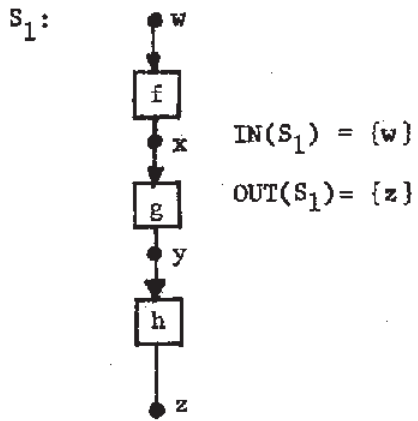 S₁:
w
f
x
IN(S₁) = {w}
g
OUT(S₁)= {z}
y
h
z